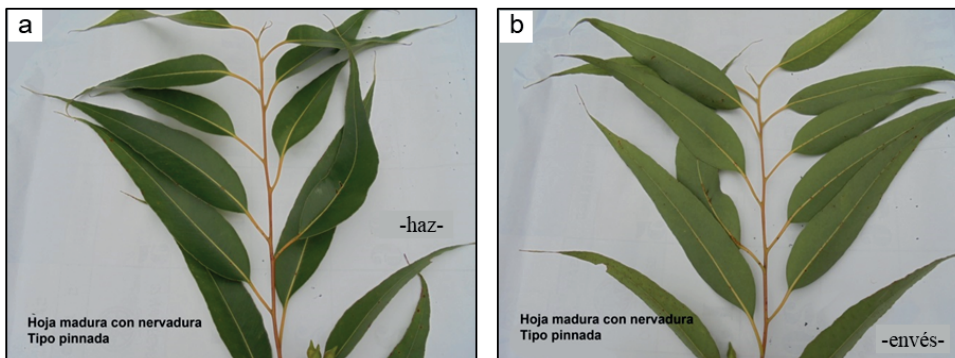 a
-haz-
Hoja madura con nervadura
Tipo pinnada
b
Hoja madura con nervadura
Tipo pinnada
-envés-